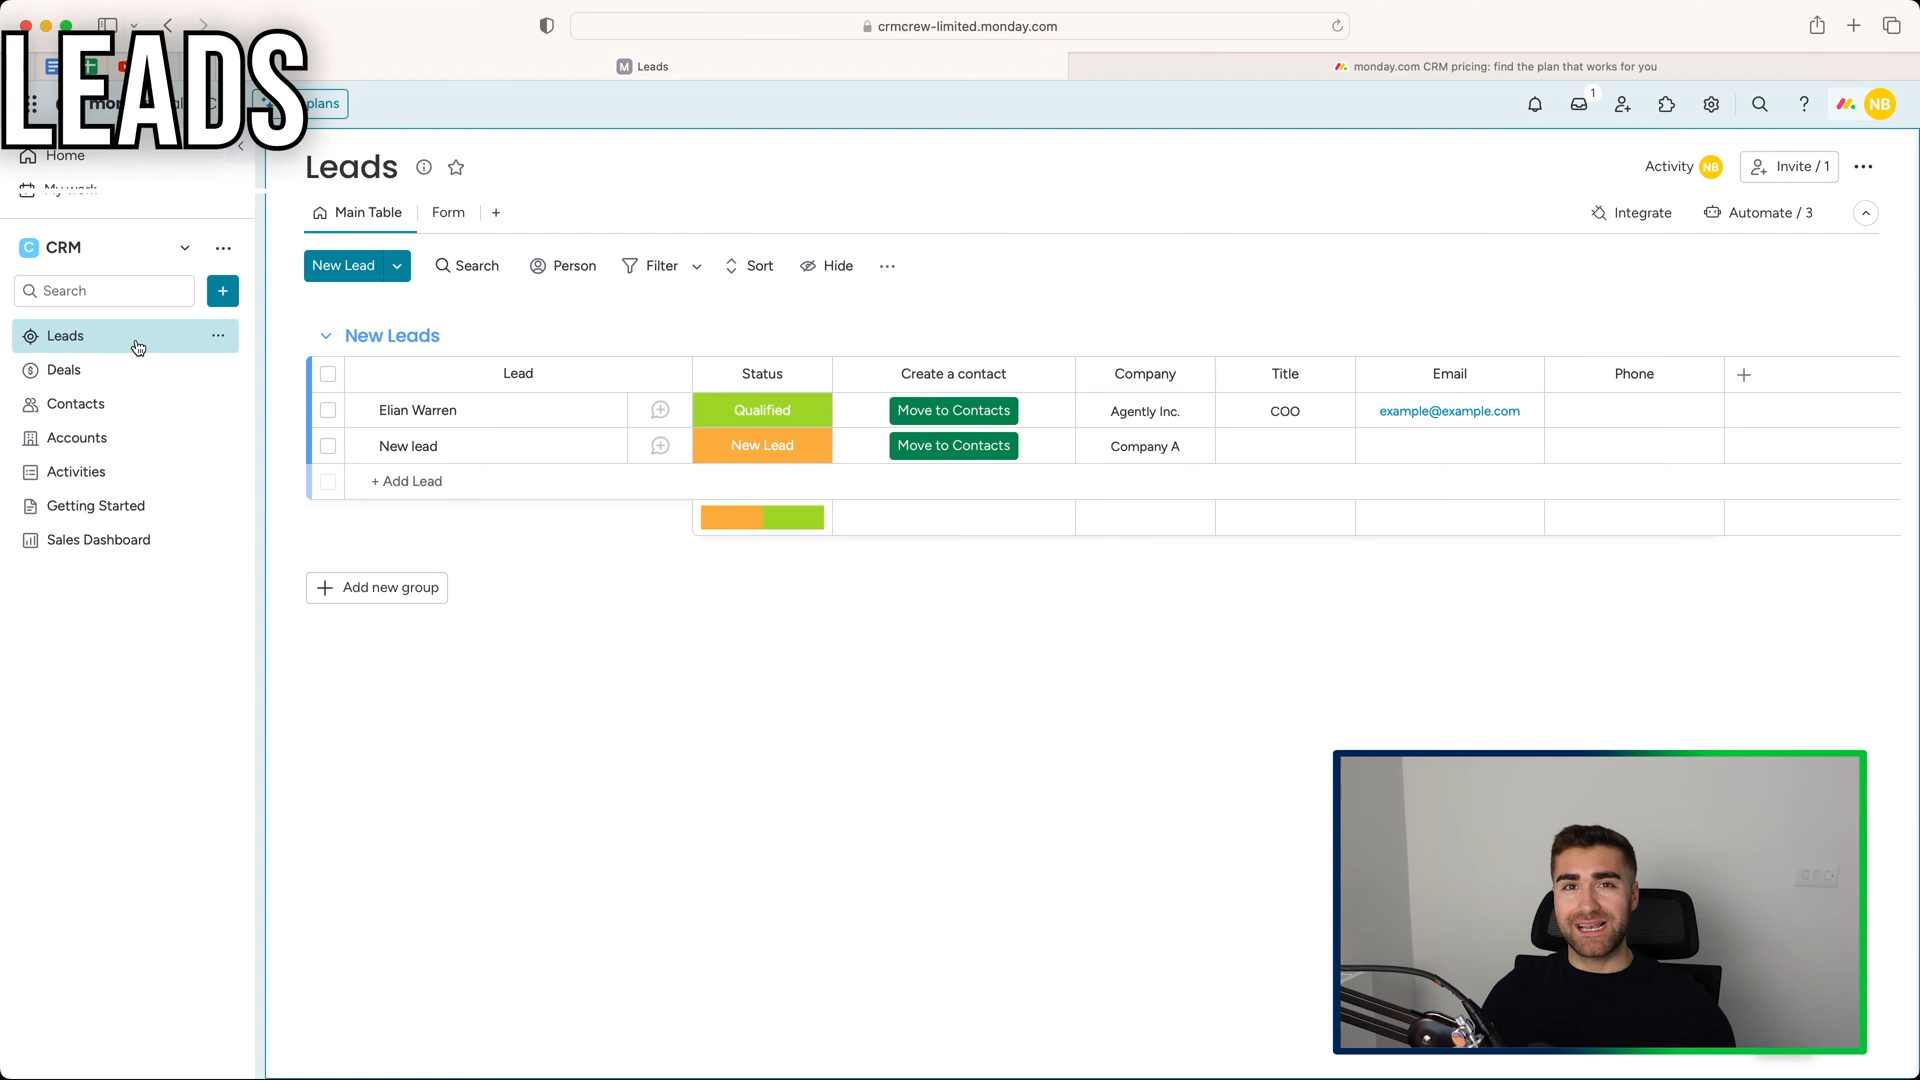 LEADS
crmcrew-limited.monday.com
Leads
monday.com CRM pricing: find the plan that works for you
plans
1
NB
Home
My work
CRM
Search
Leads
Deals
Contacts
Accounts
Activities
Getting Started
Sales Dashboard
Leads
Activity NB
Invite / 1
Main Table
Form
Integrate
Automate / 3
New Lead
Search
Person
Filter
Sort
Hide
New Leads
Lead Status Create a contact Company Title Email Phone
Elian Warren Qualified Move to Contacts Agently Inc. COO example@example.com
New lead New Lead Move to Contacts Company A
+ Add Lead
Add new group